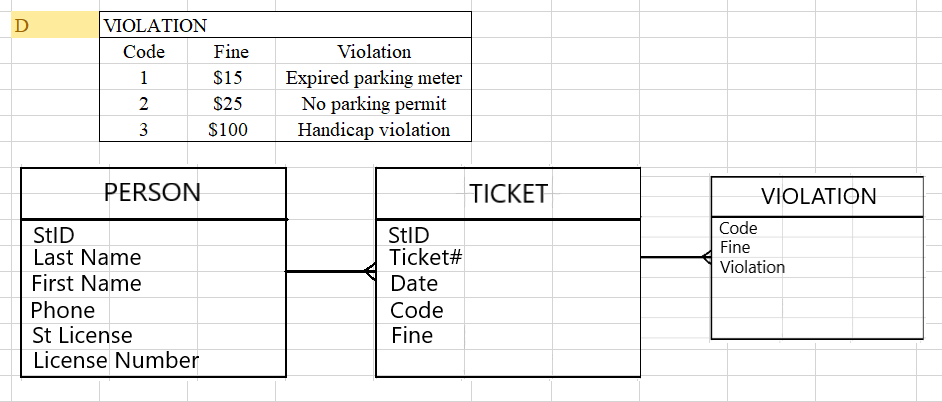 D VIOLATION
Code Fine Violation
1 $15 Expired parking meter
2 $25 No parking permit
3 $100 Handicap violation
PERSON
StID
Last Name
First Name
Phone
St License
License Number
TICKET
StID
Ticket#
Date
Code
Fine
VIOLATION
Code
Fine
Violation